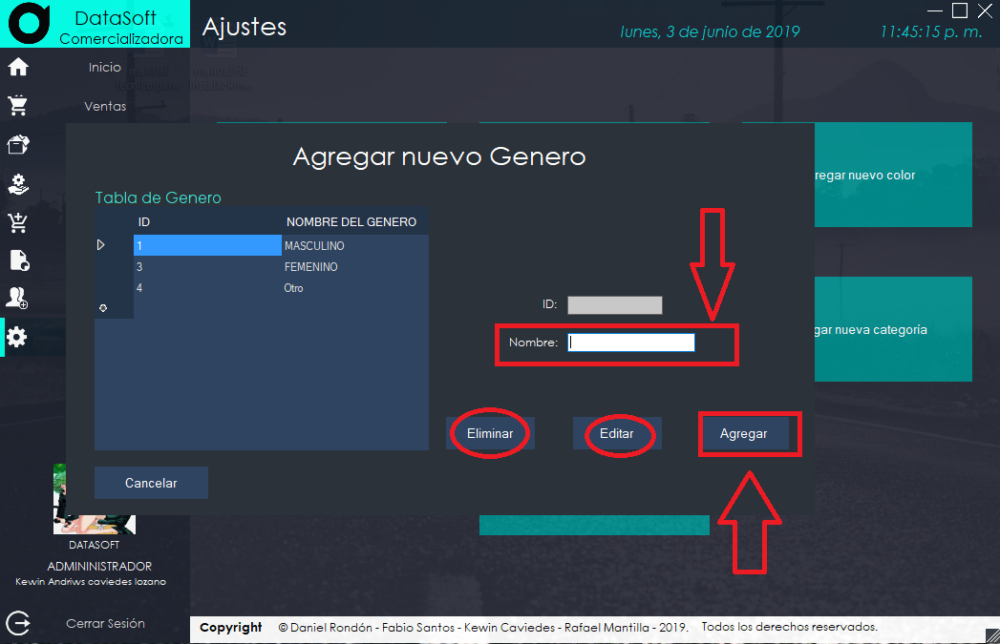 DataSoft
Comercializadora
Ajustes
lunes, 3 de junio de 2019
11:45:15 p. m.
Inicio
Ventas
manual
Agregar nuevo Genero
regar nuevo color
Tabla de Genero
ID NOMBRE DEL GENERO
1 MASCULINO
3 FEMENINO
4 Otro
ID:
Nombre:
gar nueva categoría
Eliminar
Editar
Agregar
Cancelar
DATASOFT
ADMININISTRADOR
Kewin Andriws caviedes lozano
Cerrar Sesión
Copyright © Daniel Rondón - Fabio Santos - Kewin Caviedes - Rafael Mantilla - 2019. Todos los derechos reservados.